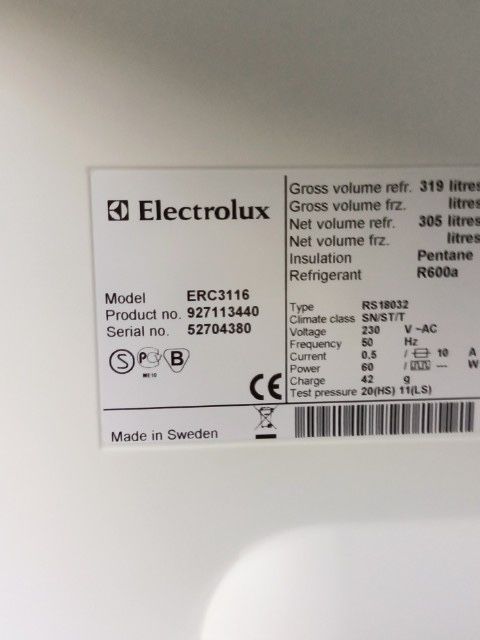 Electrolux
Model ERC3116
Product no. 927113440
Serial no. 52704380
S PC B
CE
Made in Sweden
Gross volume refr. 319 litres
Gross volume frz. litres
Net volume refr. 305 litres
Net volume frz. litres
Insulation Pentane
Refrigerant R600a
Type RS18032
Climate class SN/ST/T
Voltage 230 V ~AC
Frequency 50 Hz
Current 0,5 / 10 A
Power 60 / --- W
Charge 42 g
Test pressure 20(HS) 11(LS)